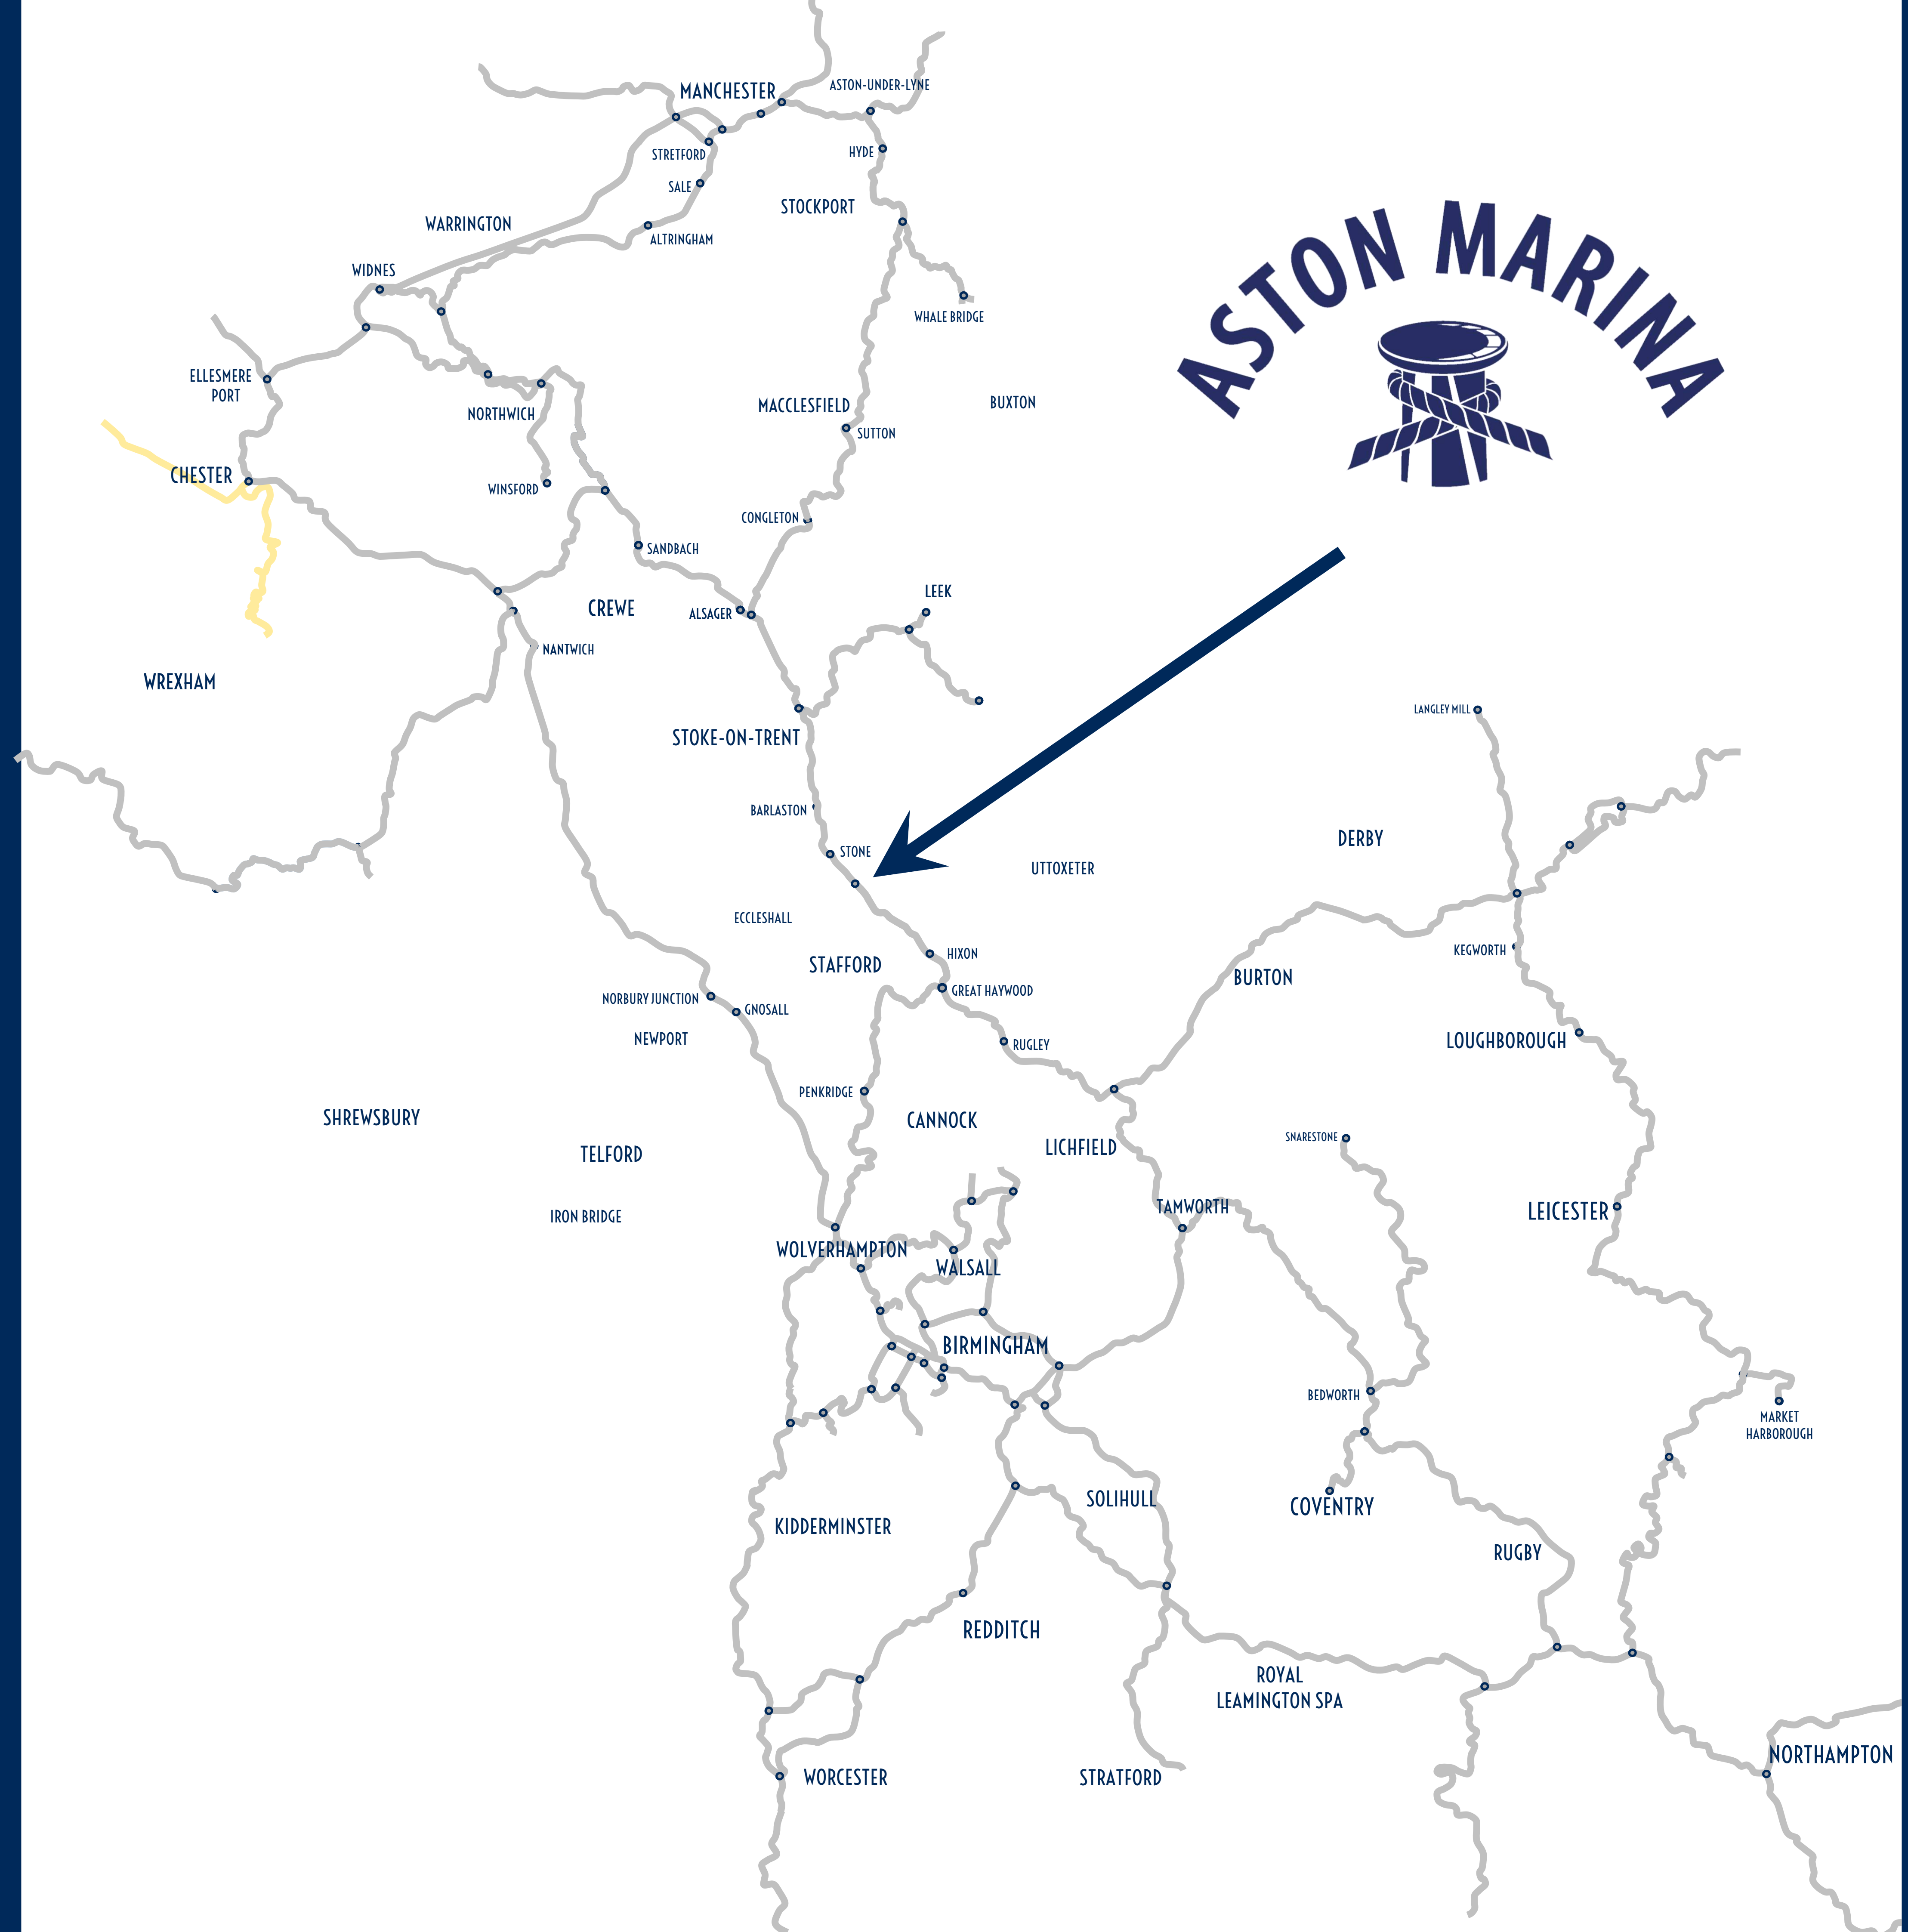 MANCHESTER
ASTON-UNDER-LYNE
STRETFORD
HYDE
SALE
STOCKPORT
WARRINGTON
ALTRINGHAM
WIDNES
WHALE BRIDGE
ASTON MARINA
ELLESMERE
PORT
NORTHWICH
MACCLESFIELD
BUXTON
SUTTON
CHESTER
WINSFORD
CONGLETON
SANDBACH
LEEK
CREWE
ALSAGER
NANTWICH
WREXHAM
LANGLEY MILL
STOKE-ON-TRENT
BARLASTON
DERBY
STONE
UTTOXETER
ECCLESHALL
HIXON
KEGWORTH
STAFFORD
BURTON
GREAT HAYWOOD
NORBURY JUNCTION
GNOSALL
NEWPORT
RUGLEY
LOUGHBOROUGH
PENKRIDGE
SHREWSBURY
CANNOCK
SNARESTONE
LICHFIELD
TELFORD
TAMWORTH
LEICESTER
IRON BRIDGE
WOLVERHAMPTON
WALSALL
BIRMINGHAM
BEDWORTH
MARKET
HARBOROUGH
SOLIHULL
COVENTRY
KIDDERMINSTER
RUGBY
REDDITCH
ROYAL
LEAMINGTON SPA
NORTHAMPTON
WORCESTER
STRATFORD